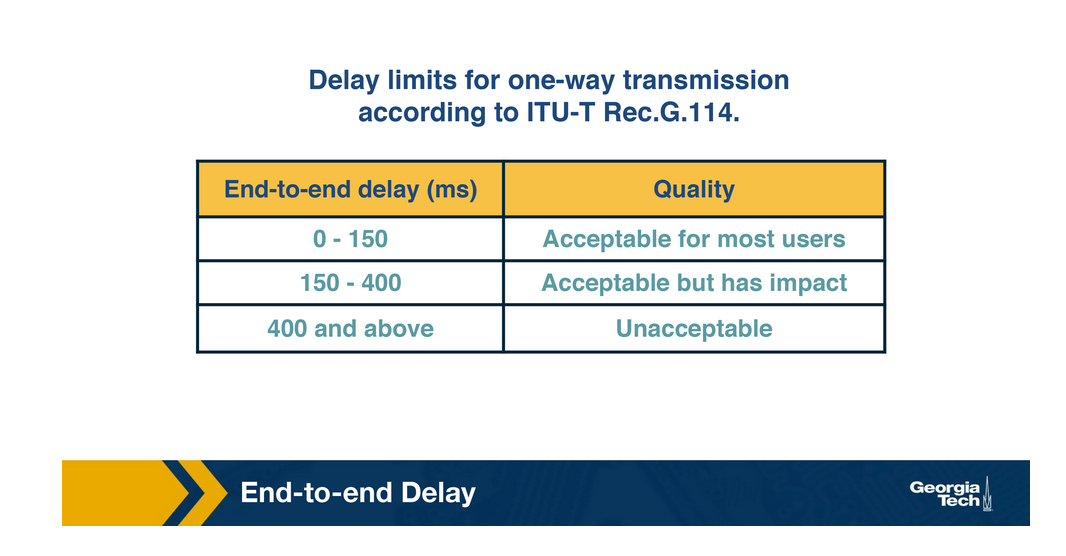 Delay limits for one-way transmission
according to ITU-T Rec.G.114.
End-to-end delay (ms) Quality
0 - 150 Acceptable for most users
150 - 400 Acceptable but has impact
400 and above Unacceptable
End-to-end Delay
Georgia
Tech